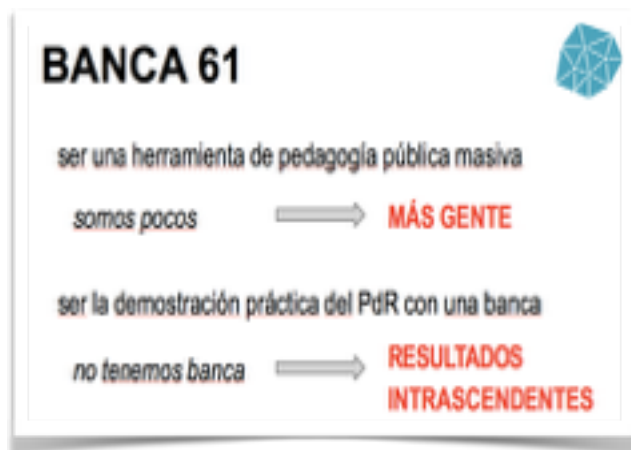 BANCA 61
ser una herramienta de pedagogía pública masiva
somos pocos MÁS GENTE
ser la demostración práctica del PdR con una banca
no tenemos banca RESULTADOS
INTRASCENDENTES